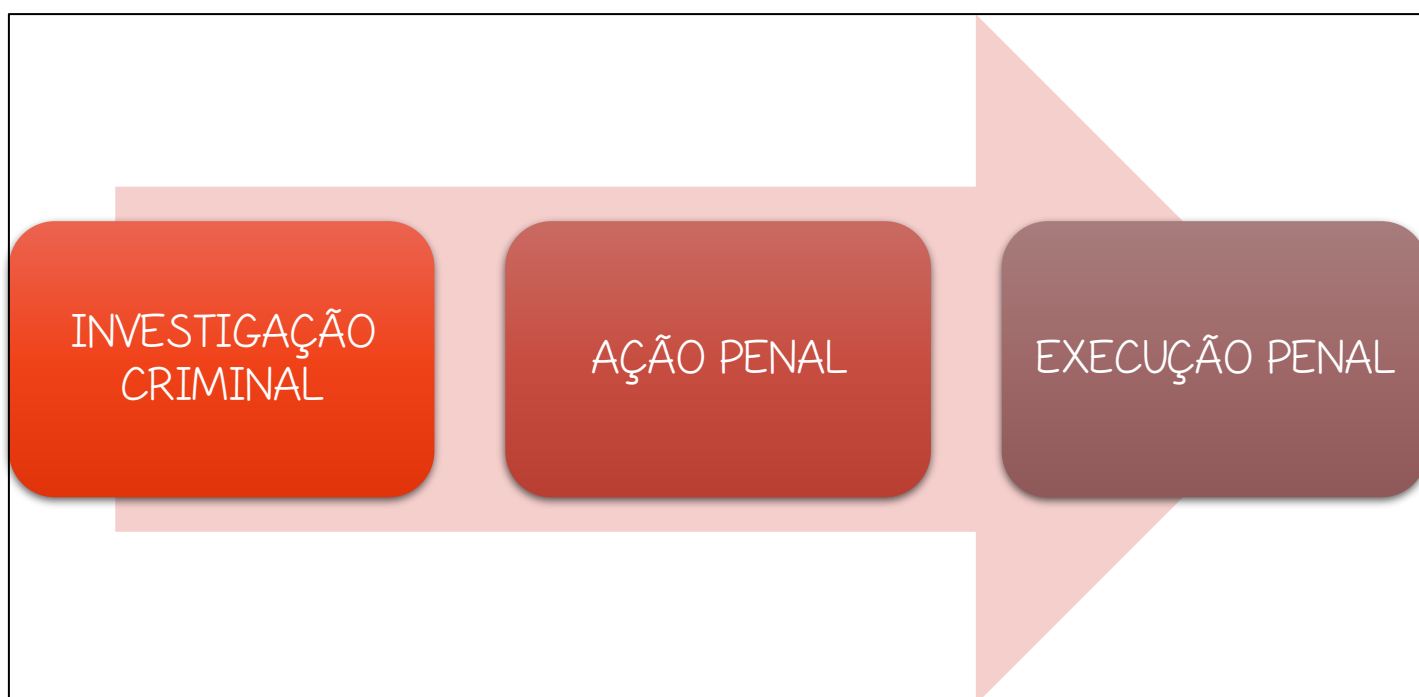 INVESTIGAÇÃO
CRIMINAL
AÇÃO PENAL
EXECUÇÃO PENAL